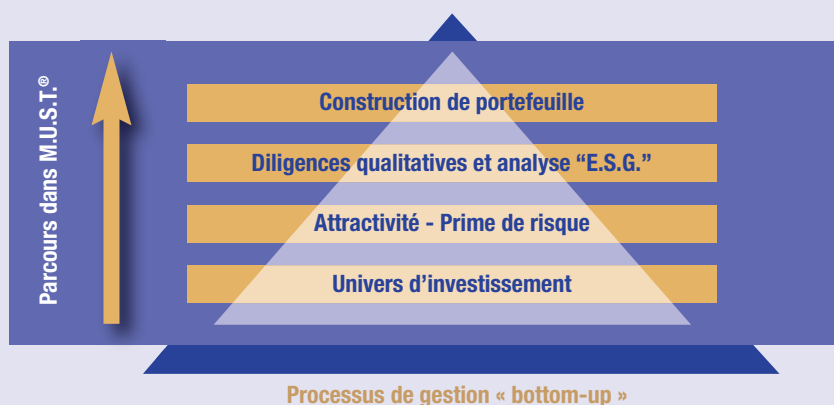 Parcours dans M.U.S.T.®
Construction de portefeuille
Diligences qualitatives et analyse “E.S.G.”
Attractivité - Prime de risque
Univers d’investissement
Processus de gestion « bottom-up »